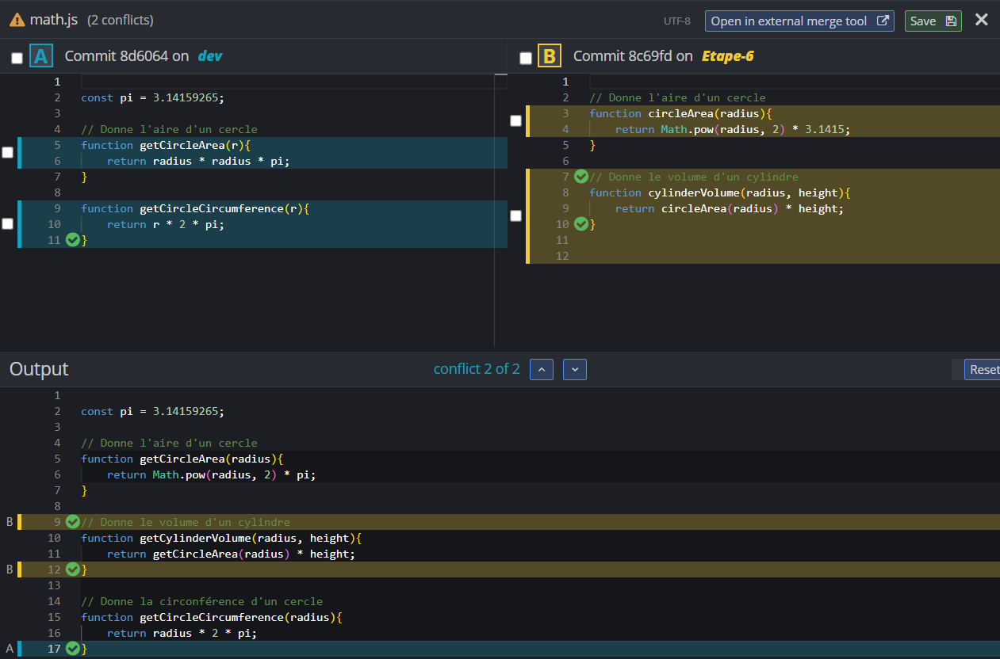 math.js (2 conflicts) UTF-8 Open in external merge tool Save
A Commit 8d6064 on dev
B Commit 8c69fd on Etape-6
1
2 const pi = 3.14159265;
3
4 // Donne l'aire d'un cercle
5 function getCircleArea(r){
6 return radius * radius * pi;
7 }
8
9 function getCircleCircumference(r){
10 return r * 2 * pi;
11 }
1
2 // Donne l'aire d'un cercle
3 function circleArea(radius){
4 return Math.pow(radius, 2) * 3.1415;
5 }
6
7 // Donne le volume d'un cylindre
8 function cylinderVolume(radius, height){
9 return circleArea(radius) * height;
10 }
11
12
Output conflict 2 of 2 Reset
1
2 const pi = 3.14159265;
3
4 // Donne l'aire d'un cercle
5 function getCircleArea(radius){
6 return Math.pow(radius, 2) * pi;
7 }
8
B 9 // Donne le volume d'un cylindre
10 function getCylinderVolume(radius, height){
11 return getCircleArea(radius) * height;
B 12 }
13
14 // Donne la circonférence d'un cercle
15 function getCircleCircumference(radius){
16 return radius * 2 * pi;
A 17 }